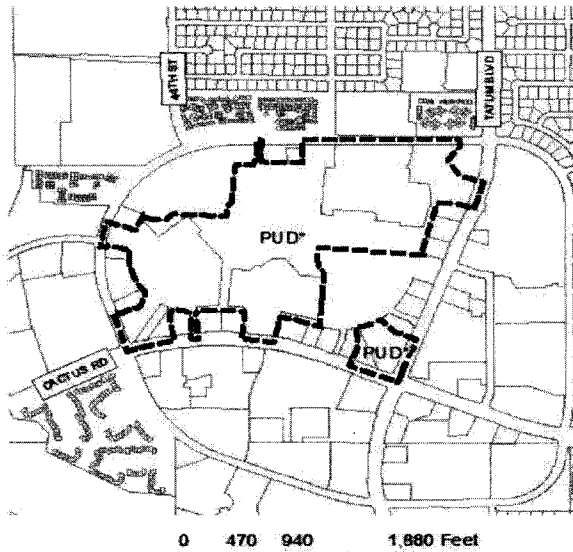 44TH ST
TATUM BLVD
PUD*
PUD*
CACTUS RD
0 470 940 1,880 Feet